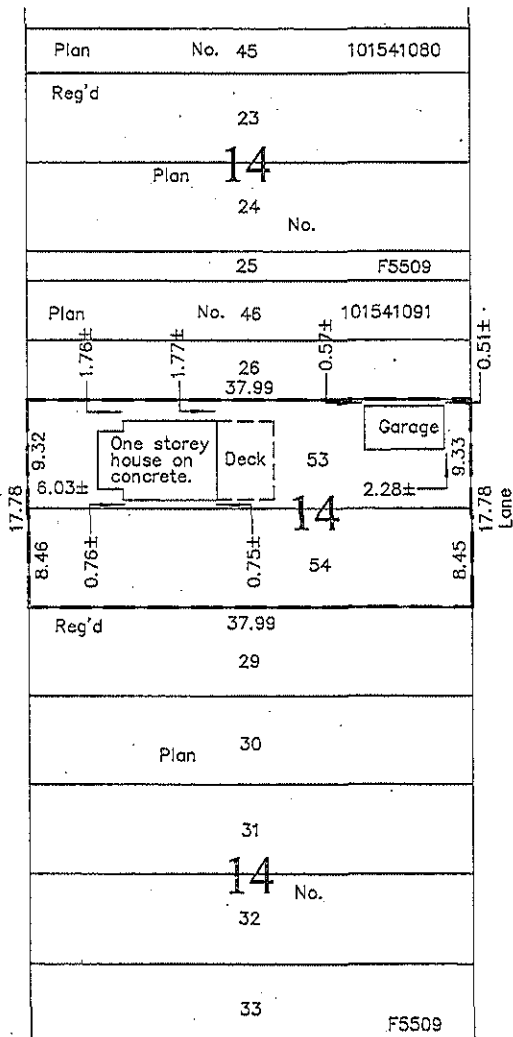 Plan No. 45 101541080
Reg'd
23
14
Plan
24
No.
25 F5509
Plan No. 46 101541091
1.76±
1.77±
0.57±
0.51±
26
37.99
Garage
One storey
house on
concrete.
Deck
53
9.32
9.33
6.03±
2.28±
17.78
14
17.78
Lane
8.46
0.76±
0.75±
54
8.45
Reg'd 37.99
29
Plan
30
31
14
No.
32
33
F5509